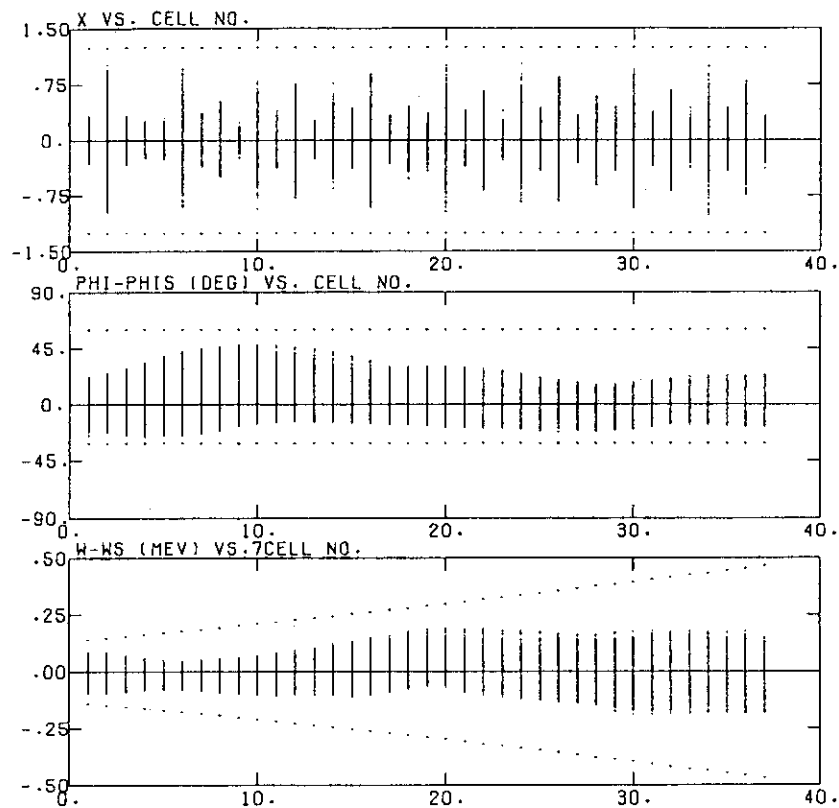 X VS. CELL NO.
1.50
.75
0.
-.75
-1.50
0. 10. 20. 30. 40.
PHI-PHIS (DEG) VS. CELL NO.
90.
45.
0.
-45.
-90.
0. 10. 20. 30. 40.
W-WS (MEV) VS.7CELL NO.
.50
.25
.00
-.25
-.50
0. 10. 20. 30. 40.